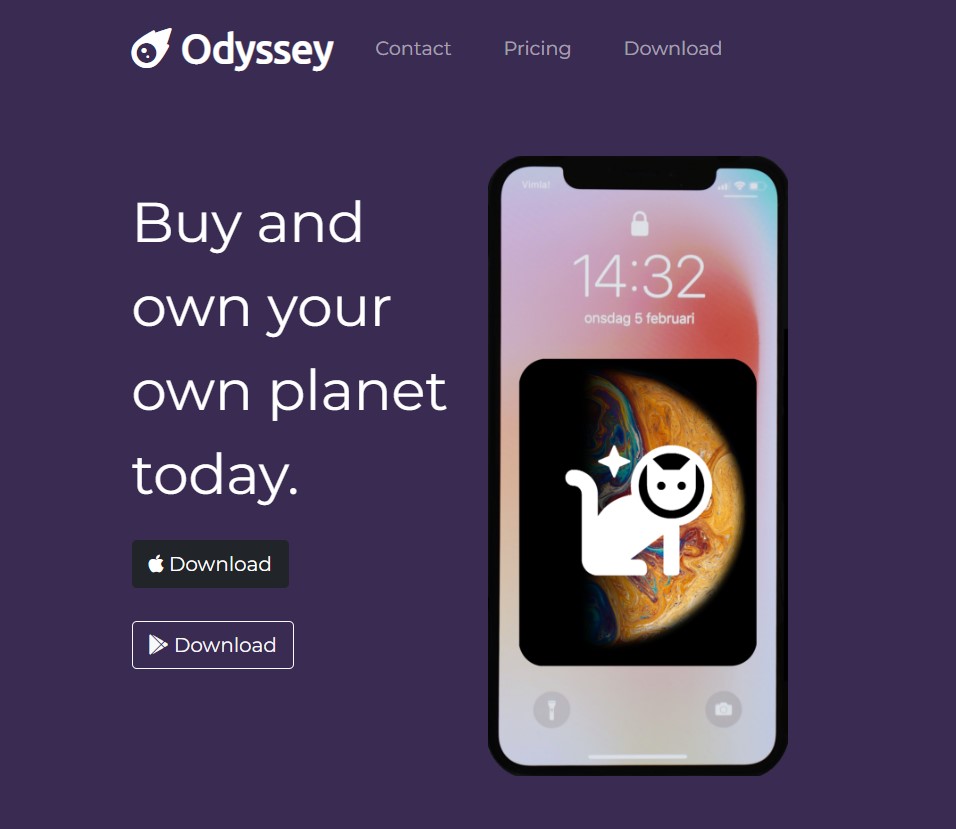 Odyssey
Contact
Pricing
Download
Buy and
own your
own planet
today.
Download
Download
Vimla!
14:32
onsdag 5 februari